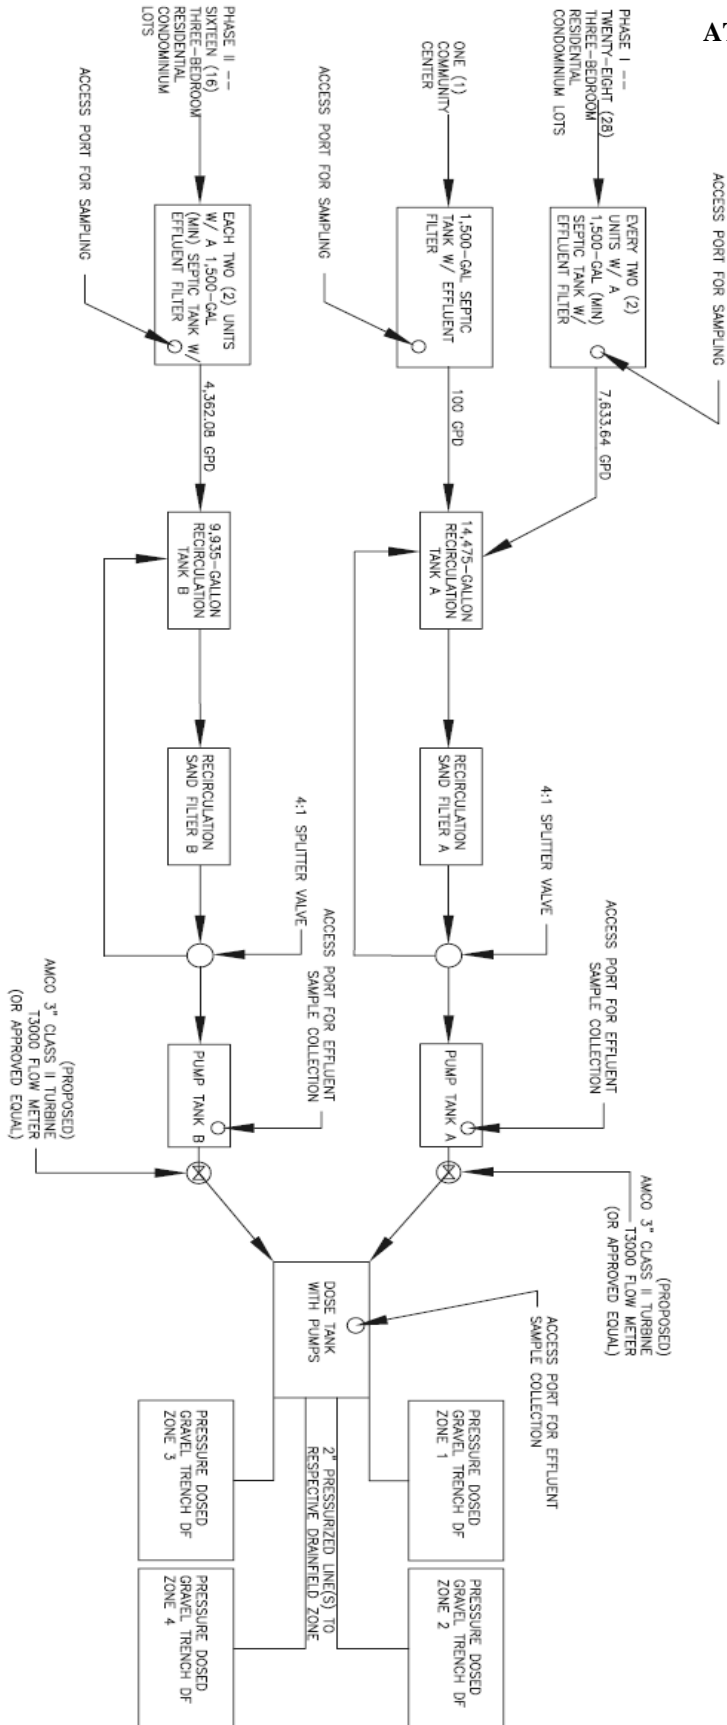 AT
PHASE I --
TWENTY-EIGHT (28)
THREE-BEDROOM
RESIDENTIAL
CONDOMINIUM LOTS
ACCESS PORT FOR SAMPLING
EVERY TWO (2)
UNITS W/ A
1,500-GAL (MIN)
SEPTIC TANK W/
EFFLUENT FILTER
7,633.64 GPD
ONE (1)
COMMUNITY
CENTER
ACCESS PORT FOR SAMPLING
1,500-GAL SEPTIC
TANK W/ EFFLUENT
FILTER
100 GPD
14,475-GALLON
RECIRCULATION
TANK A
RECIRCULATION
SAND FILTER A
4:1 SPLITTER VALVE
PUMP TANK A
ACCESS PORT FOR EFFLUENT
SAMPLE COLLECTION
(PROPOSED)
AMCO 3" CLASS II TURBINE
T3000 FLOW METER
(OR APPROVED EQUAL)
PHASE II --
SIXTEEN (16)
THREE-BEDROOM
RESIDENTIAL
CONDOMINIUM
LOTS
ACCESS PORT FOR SAMPLING
EACH TWO (2) UNITS
W/ A 1,500-GAL
(MIN) SEPTIC TANK W/
EFFLUENT FILTER
4,362.08 GPD
9,935-GALLON
RECIRCULATION
TANK B
RECIRCULATION
SAND FILTER B
4:1 SPLITTER VALVE
PUMP TANK B
ACCESS PORT FOR EFFLUENT
SAMPLE COLLECTION
(PROPOSED)
AMCO 3" CLASS II TURBINE
T3000 FLOW METER
(OR APPROVED EQUAL)
DOSE TANK
WITH PUMPS
ACCESS PORT FOR EFFLUENT
SAMPLE COLLECTION
PRESSURE DOSED
GRAVEL TRENCH DF
ZONE 1
PRESSURE DOSED
GRAVEL TRENCH DF
ZONE 2
2" PRESSURIZED LINE(S) TO
RESPECTIVE DRAINFIELD ZONE
PRESSURE DOSED
GRAVEL TRENCH DF
ZONE 3
PRESSURE DOSED
GRAVEL TRENCH DF
ZONE 4